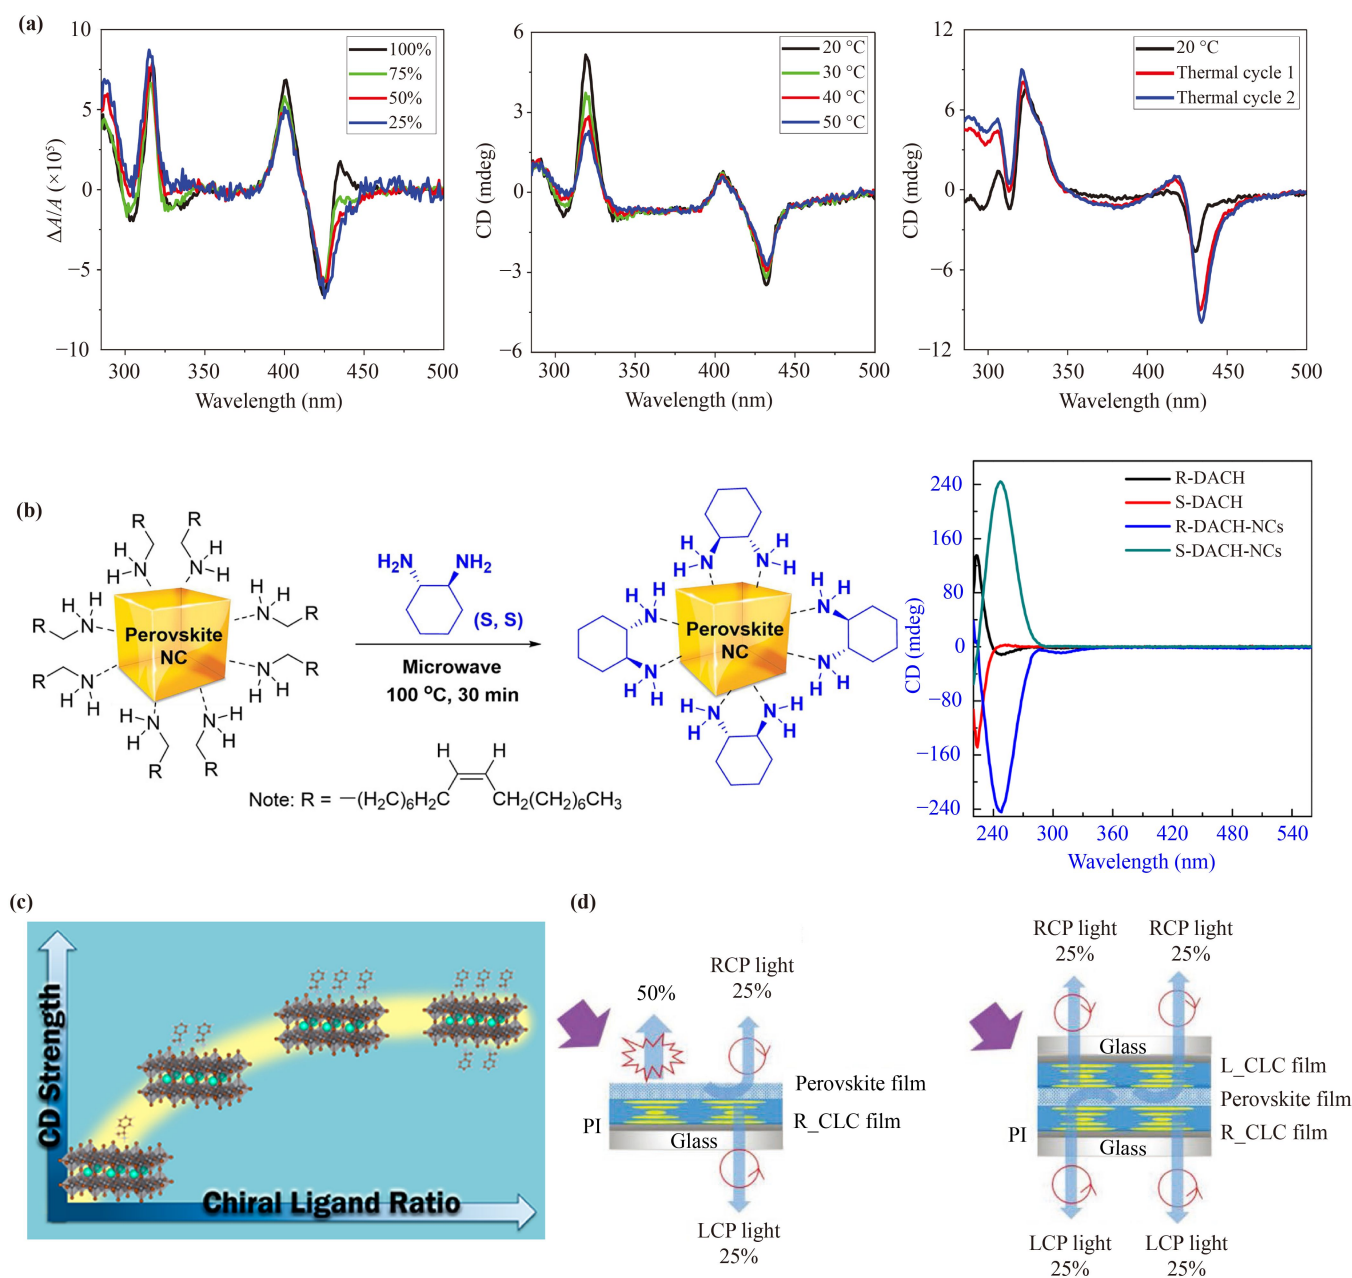 (a)
10
5
0
−5
−10
ΔA/A (×10⁵)
300
350
400
450
500
Wavelength (nm)
100%
75%
50%
25%
6
3
0
−3
−6
CD (mdeg)
300
350
400
450
500
Wavelength (nm)
20 °C
30 °C
40 °C
50 °C
12
6
0
−6
−12
CD (mdeg)
300
350
400
450
500
Wavelength (nm)
20 °C
Thermal cycle 1
Thermal cycle 2
(b)
R
R
H
H
N
N
H
H
H
H
R
N
N
R
H
H
Perovskite
NC
H
H
R
N
N
R
H
H
N
N
H
H
H
H
R
R
H₂N
NH₂
(S, S)
Microwave
100 °C, 30 min
H
H
Note: R = —(H₂C)₆H₂C
CH₂(CH₂)₆CH₃
H
H
H
N
N
H
H
H
H
H
N
N
Perovskite
NC
N
N
H
H
H
H
H
N
N
H
H
H
240
160
80
0
−80
−160
−240
CD (mdeg)
240
300
360
420
480
540
Wavelength (nm)
R-DACH
S-DACH
R-DACH-NCs
S-DACH-NCs
(c)
CD Strength
Chiral Ligand Ratio
(d)
50%
RCP light
25%
Perovskite film
R_CLC film
PI
Glass
LCP light
25%
RCP light
25%
RCP light
25%
Glass
L_CLC film
Perovskite film
R_CLC film
PI
Glass
LCP light
25%
LCP light
25%